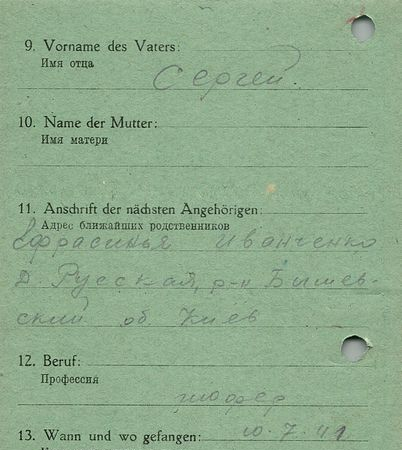 9. Vorname des Vaters:
Имя отца
Сергей.
10. Name der Mutter:
Имя матери
11. Anschrift der nächsten Angehörigen:
Адрес ближайших родственников
Ефрасинья Иванченко
д. Русская, р-н Бышев-
ский об Киев
12. Beruf:
Профессия
шофер
13. Wann und wo gefangen: 10.7.41